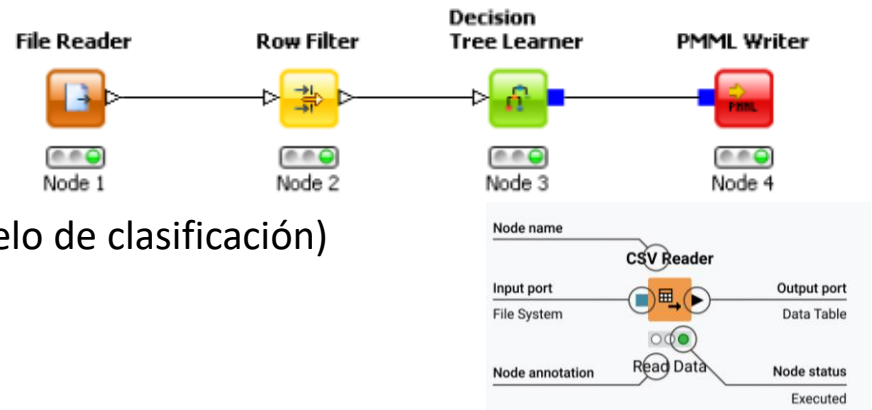 File Reader
Row Filter
Decision
Tree Learner
PMML Writer
PMML
Node 1
Node 2
Node 3
Node 4
elo de clasificación)
Node name
CSV Reader
Input port
Output port
File System
Data Table
Node annotation
Read Data
Node status
Executed